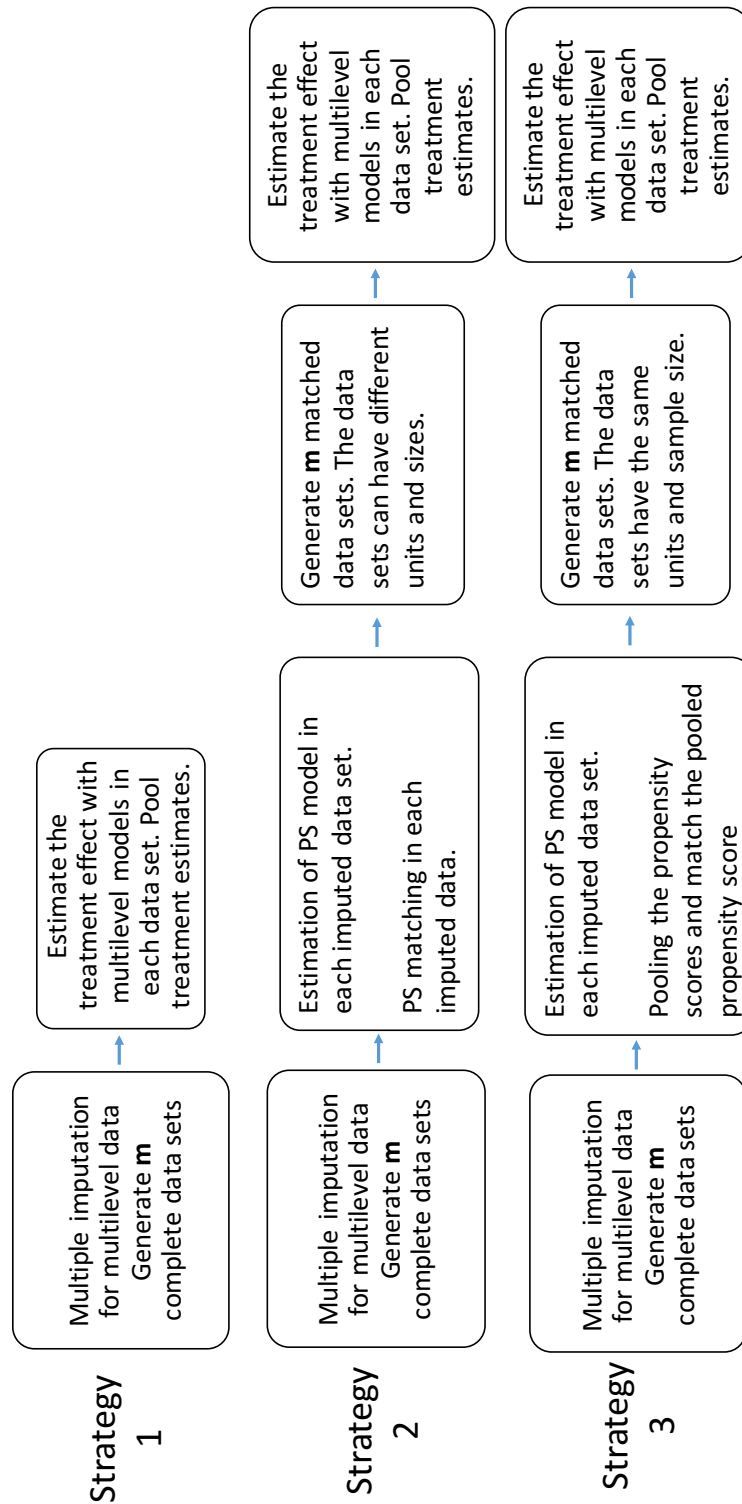 Strategy
1
Multiple imputation
for multilevel data
Generate m
complete data sets
Estimate the
treatment effect with
multilevel models in
each data set. Pool
treatment estimates.
Strategy
2
Multiple imputation
for multilevel data
Generate m
complete data sets
Estimation of PS model in
each imputed data set.
PS matching in each
imputed data.
Generate m matched
data sets. The data
sets can have different
units and sizes.
Estimate the
treatment effect
with multilevel
models in each
data set. Pool
treatment
estimates.
Strategy
3
Multiple imputation
for multilevel data
Generate m
complete data sets
Estimation of PS model in
each imputed data set.
Pooling the propensity
scores and match the pooled
propensity score
Generate m matched
data sets. The data
sets have the same
units and sample size.
Estimate the
treatment effect
with multilevel
models in each
data set. Pool
treatment
estimates.